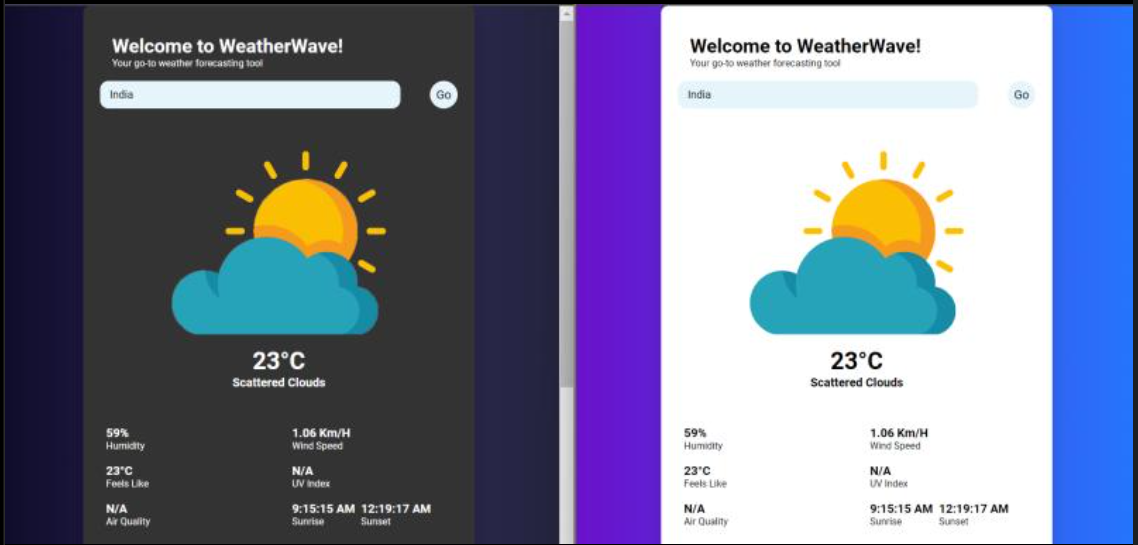 Welcome to WeatherWave!
Your go-to weather forecasting tool
India
Go
23°C
Scattered Clouds
59%
Humidity
1.06 Km/H
Wind Speed
23°C
Feels Like
N/A
UV Index
N/A
Air Quality
9:15:15 AM 12:19:17 AM
Sunrise Sunset
Welcome to WeatherWave!
Your go-to weather forecasting tool
India
Go
23°C
Scattered Clouds
59%
Humidity
1.06 Km/H
Wind Speed
23°C
Feels Like
N/A
UV Index
N/A
Air Quality
9:15:15 AM 12:19:17 AM
Sunrise Sunset